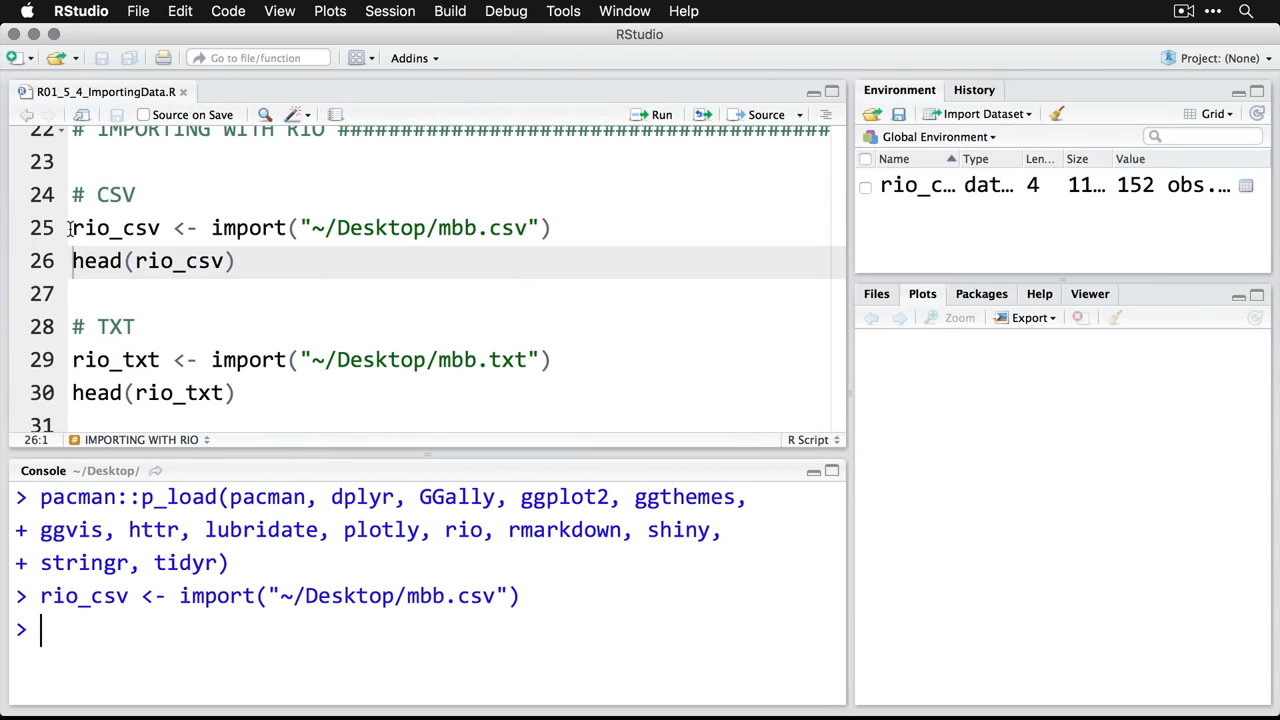 RStudio File Edit Code View Plots Session Build Debug Tools Window Help
RStudio
Go to file/function Addins Project: (None)
R01_5_4_ImportingData.R
Source on Save Run Source
22 # IMPORTING WITH RIO #######################################
23
24 # CSV
25 rio_csv <- import("~/Desktop/mbb.csv")
26 head(rio_csv)
27
28 # TXT
29 rio_txt <- import("~/Desktop/mbb.txt")
30 head(rio_txt)
31
26:1 # IMPORTING WITH RIO R Script
Console ~/Desktop/
> pacman::p_load(pacman, dplyr, GGally, ggplot2, ggthemes,
+ ggvis, httr, lubridate, plotly, rio, rmarkdown, shiny,
+ stringr, tidyr)
> rio_csv <- import("~/Desktop/mbb.csv")
>
Environment History
Import Dataset Grid
Global Environment
Name Type Len... Size Value
rio_c... dat... 4 11... 152 obs....
Files Plots Packages Help Viewer
Zoom Export